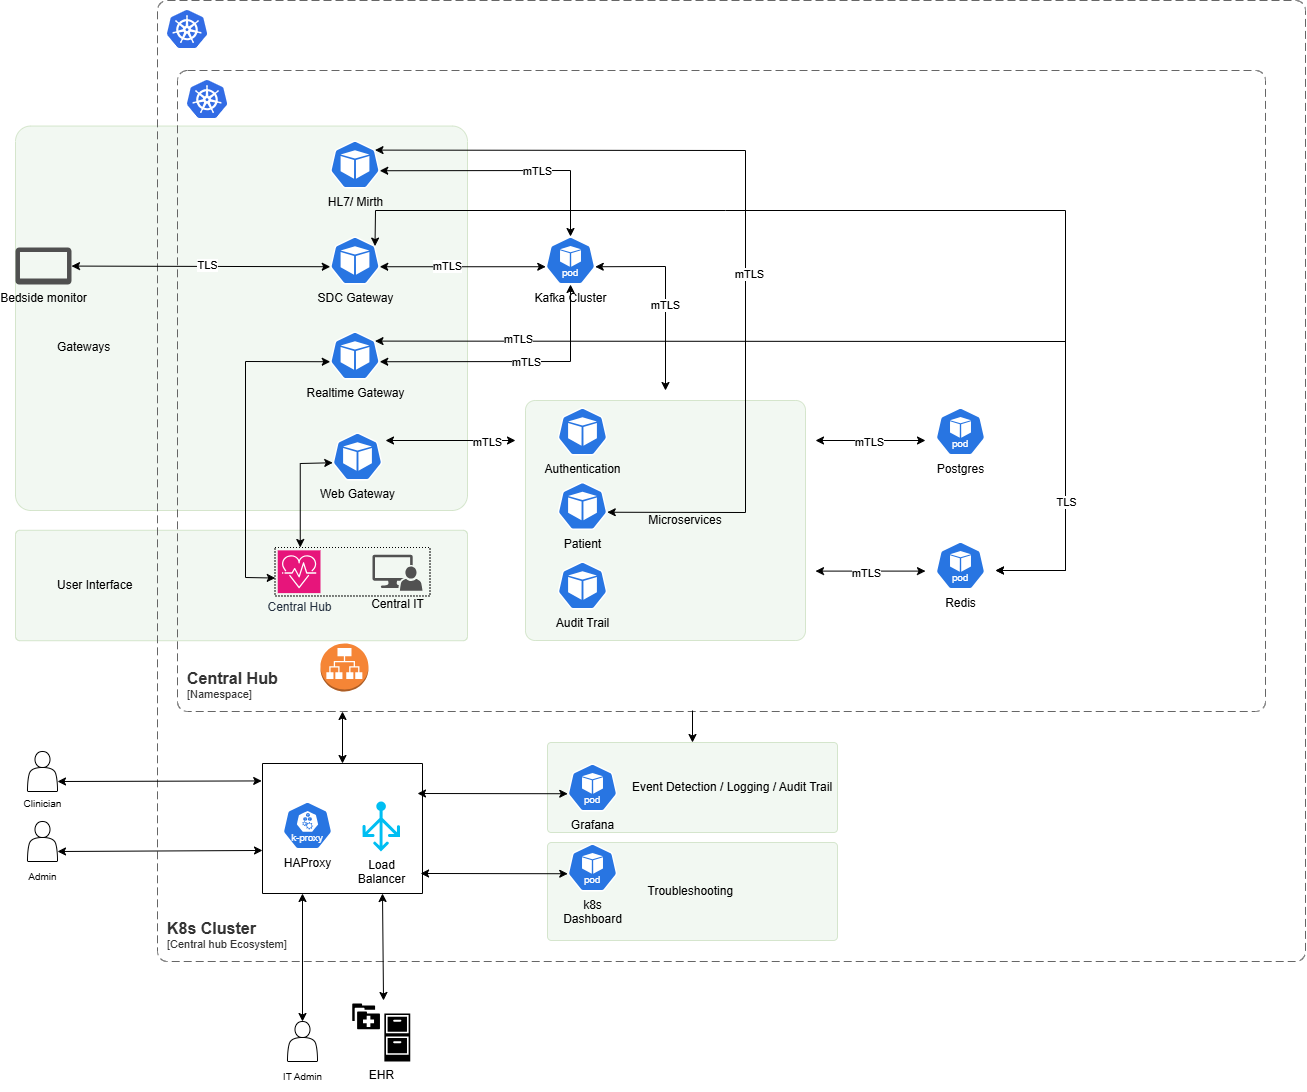 HL7/ Mirth
mTLS
mTLS
TLS
SDC Gateway
mTLS
pod
Kafka Cluster
mTLS
Bedside monitor
Gateways
mTLS
mTLS
Realtime Gateway
Web Gateway
mTLS
Authentication
mTLS
pod
Postgres
TLS
Patient
Microservices
mTLS
pod
Redis
Audit Trail
User Interface
Central Hub
Central IT
Central Hub
[Namespace]
Clinician
Admin
k-proxy
HAProxy
Load
Balancer
pod
Grafana
Event Detection / Logging / Audit Trail
pod
k8s
Dashboard
Troubleshooting
K8s Cluster
[Central hub Ecosystem]
IT Admin
EHR